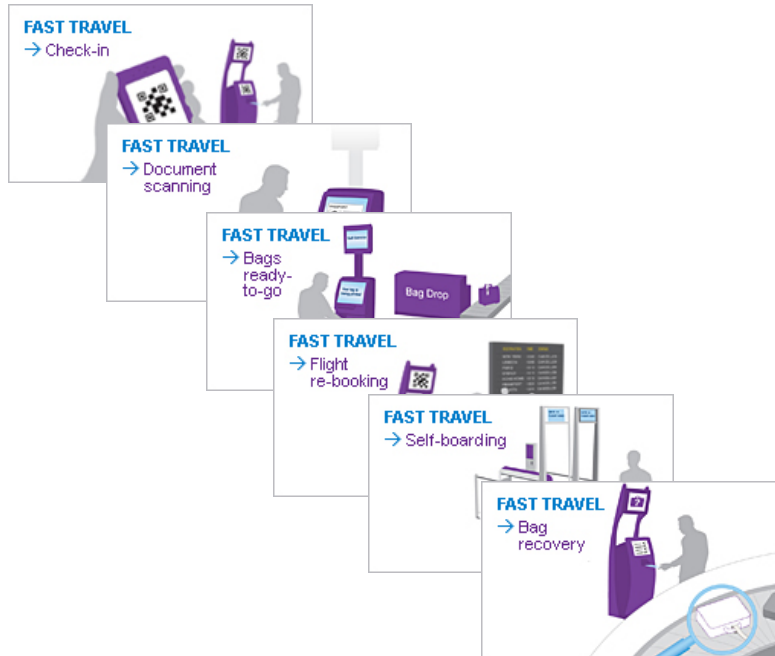 FAST TRAVEL
→ Check-in
FAST TRAVEL
→ Document
scanning
FAST TRAVEL
→ Bags
ready-
to-go
Bag Drop
FAST TRAVEL
→ Flight
re-booking
FAST TRAVEL
→ Self-boarding
FAST TRAVEL
→ Bag
recovery
?